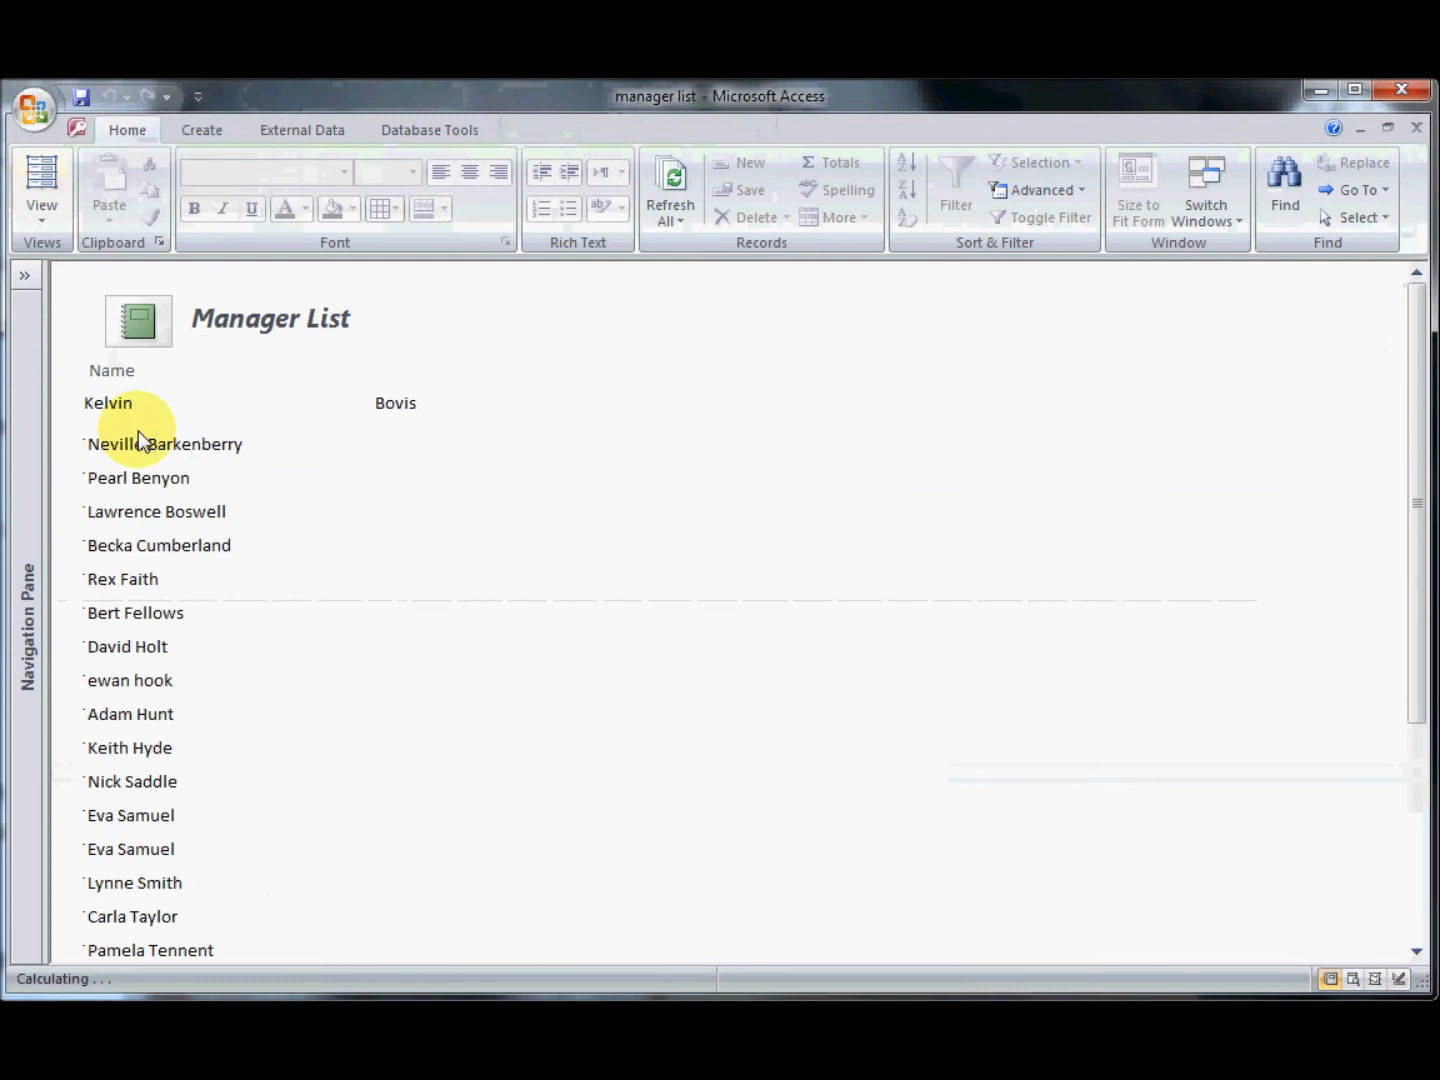 manager list - Microsoft Access
Home Create External Data Database Tools
View
Views
Paste
Clipboard
B I U A
Font
Rich Text
Refresh
All
New
Save
Delete
Σ Totals
Spelling
More
Records
Filter
Selection
Advanced
Toggle Filter
Sort & Filter
Size to
Fit Form
Switch
Windows
Window
Find
Replace
Go To
Select
Find
Navigation Pane
Manager List
Name
Kelvin Bovis
Neville Barkenberry
Pearl Benyon
Lawrence Boswell
Becka Cumberland
Rex Faith
Bert Fellows
David Holt
ewan hook
Adam Hunt
Keith Hyde
Nick Saddle
Eva Samuel
Eva Samuel
Lynne Smith
Carla Taylor
Pamela Tennent
Calculating . . .